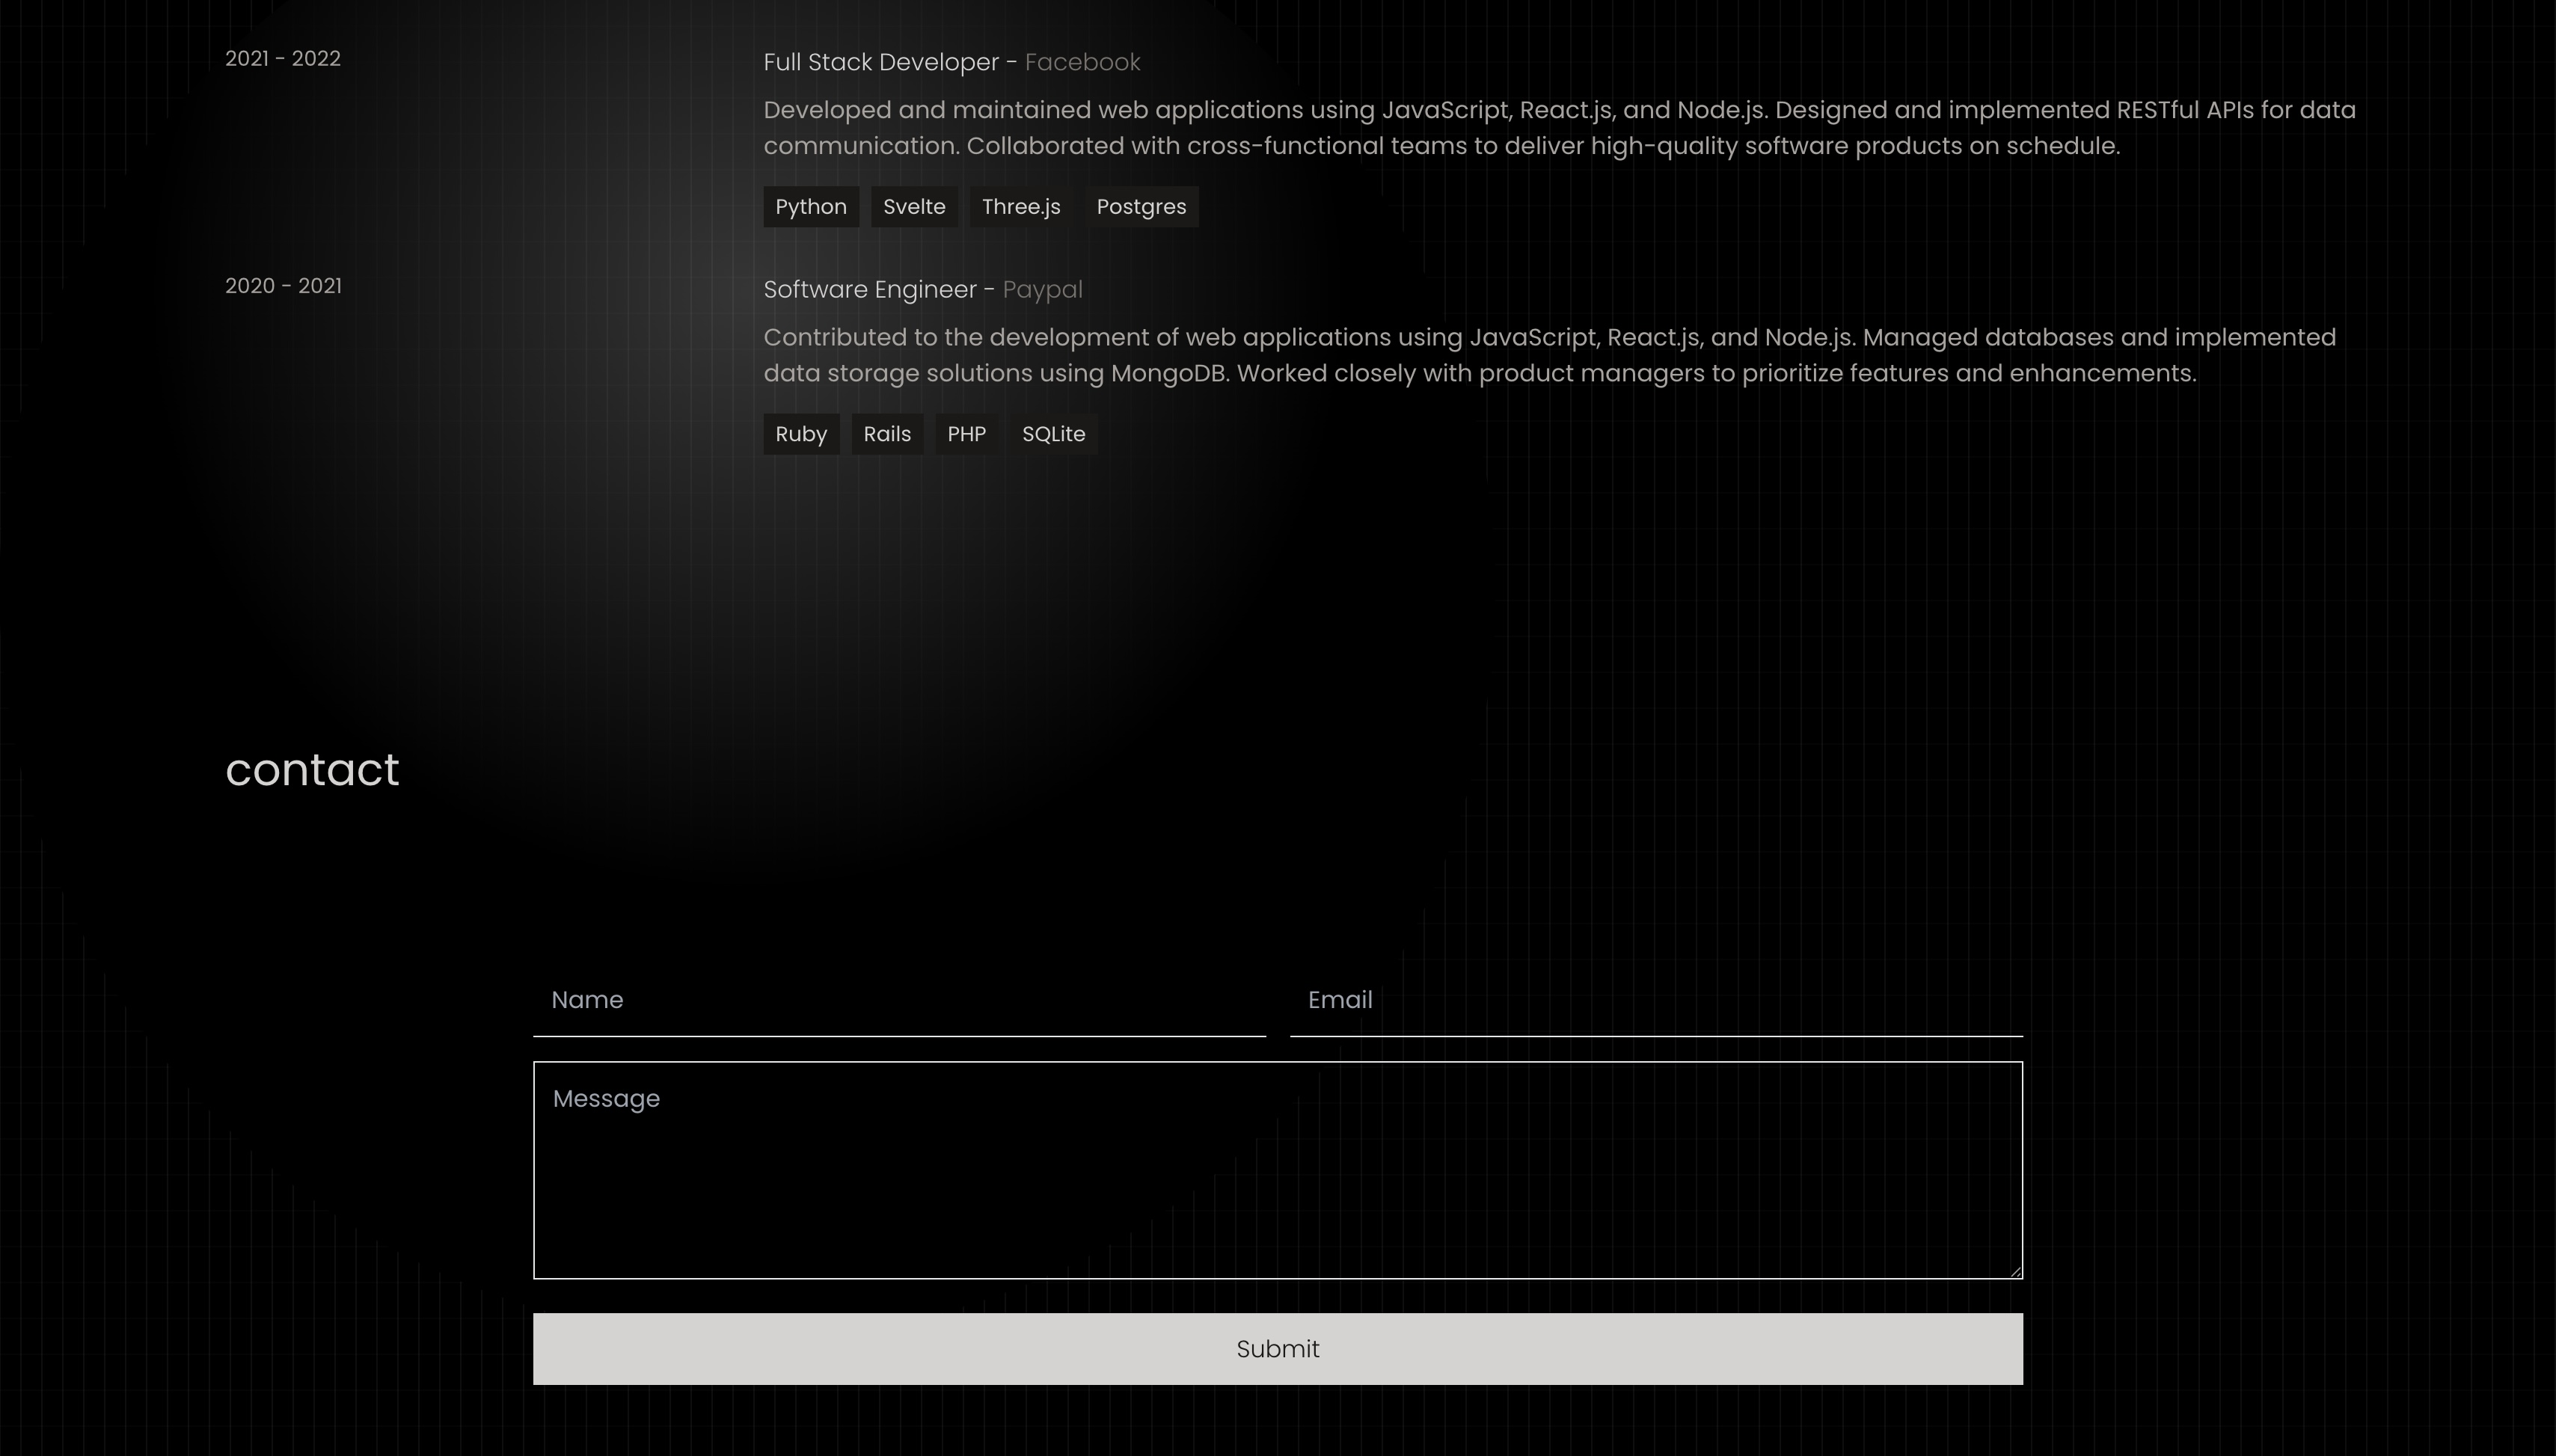 2021 - 2022
Full Stack Developer - Facebook
Developed and maintained web applications using JavaScript, React.js, and Node.js. Designed and implemented RESTful APIs for data
communication. Collaborated with cross-functional teams to deliver high-quality software products on schedule.
Python Svelte Three.js Postgres
2020 - 2021
Software Engineer - Paypal
Contributed to the development of web applications using JavaScript, React.js, and Node.js. Managed databases and implemented
data storage solutions using MongoDB. Worked closely with product managers to prioritize features and enhancements.
Ruby Rails PHP SQLite
contact
Name Email
Message
Submit